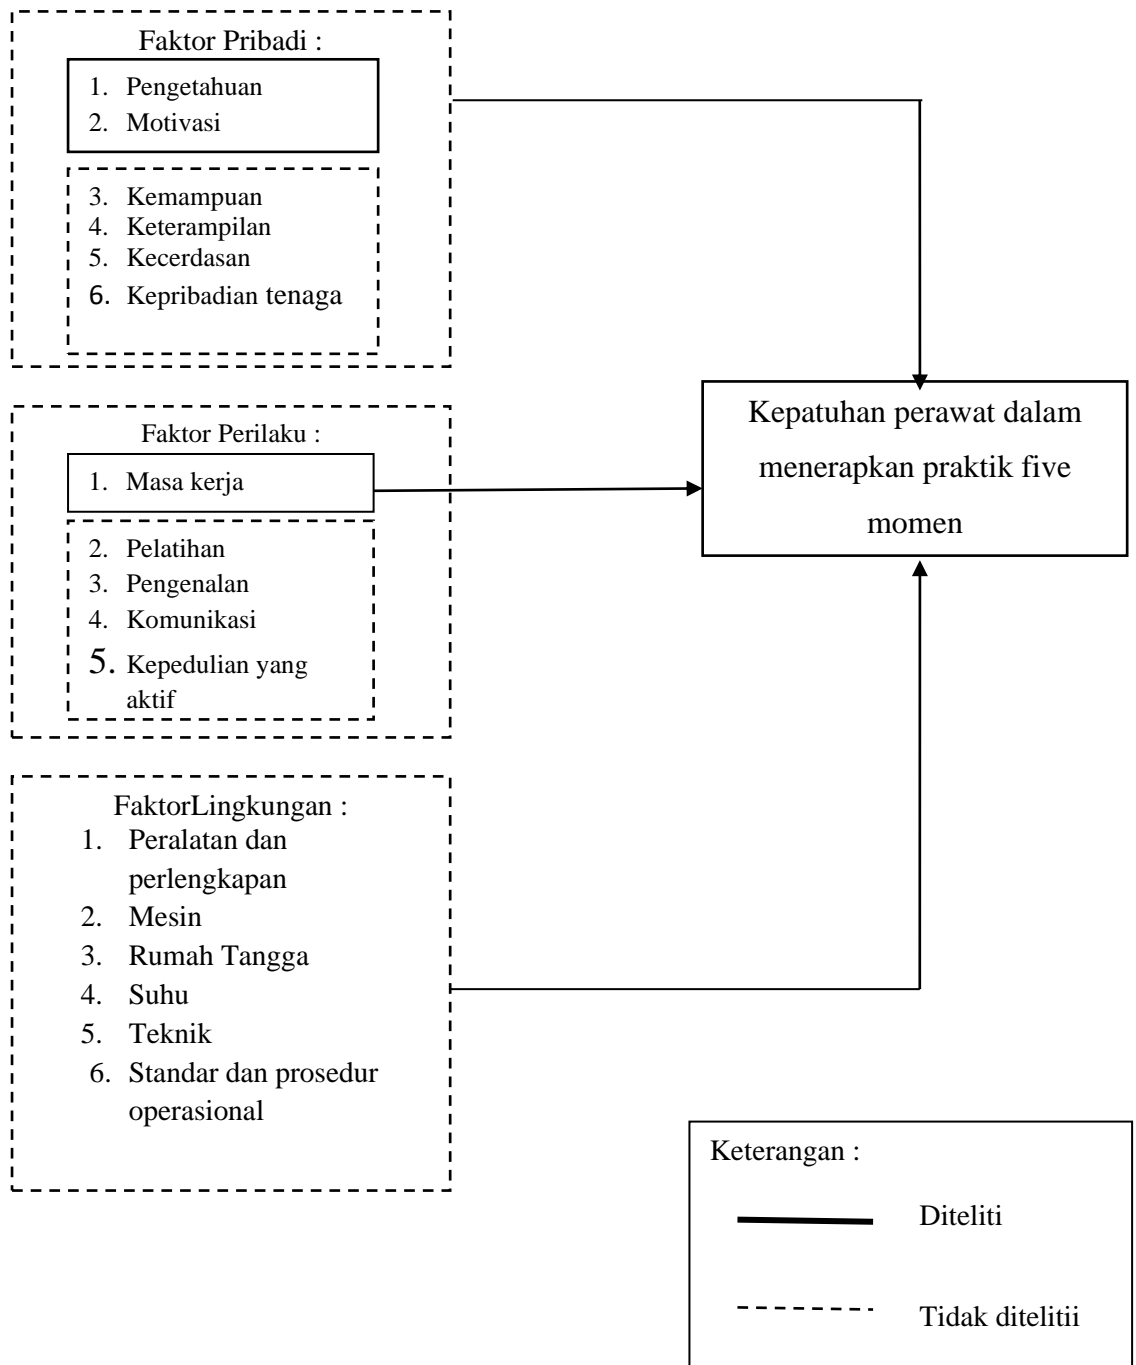 Faktor Pribadi :
1. Pengetahuan
2. Motivasi
3. Kemampuan
4. Keterampilan
5. Kecerdasan
6. Kepribadian tenaga
Faktor Perilaku :
1. Masa kerja
2. Pelatihan
3. Pengenalan
4. Komunikasi
5. Kepedulian yang
aktif
Kepatuhan perawat dalam
menerapkan praktik five
momen
FaktorLingkungan :
1. Peralatan dan
perlengkapan
2. Mesin
3. Rumah Tangga
4. Suhu
5. Teknik
6. Standar dan prosedur
operasional
Keterangan :
Diteliti
Tidak ditelitii